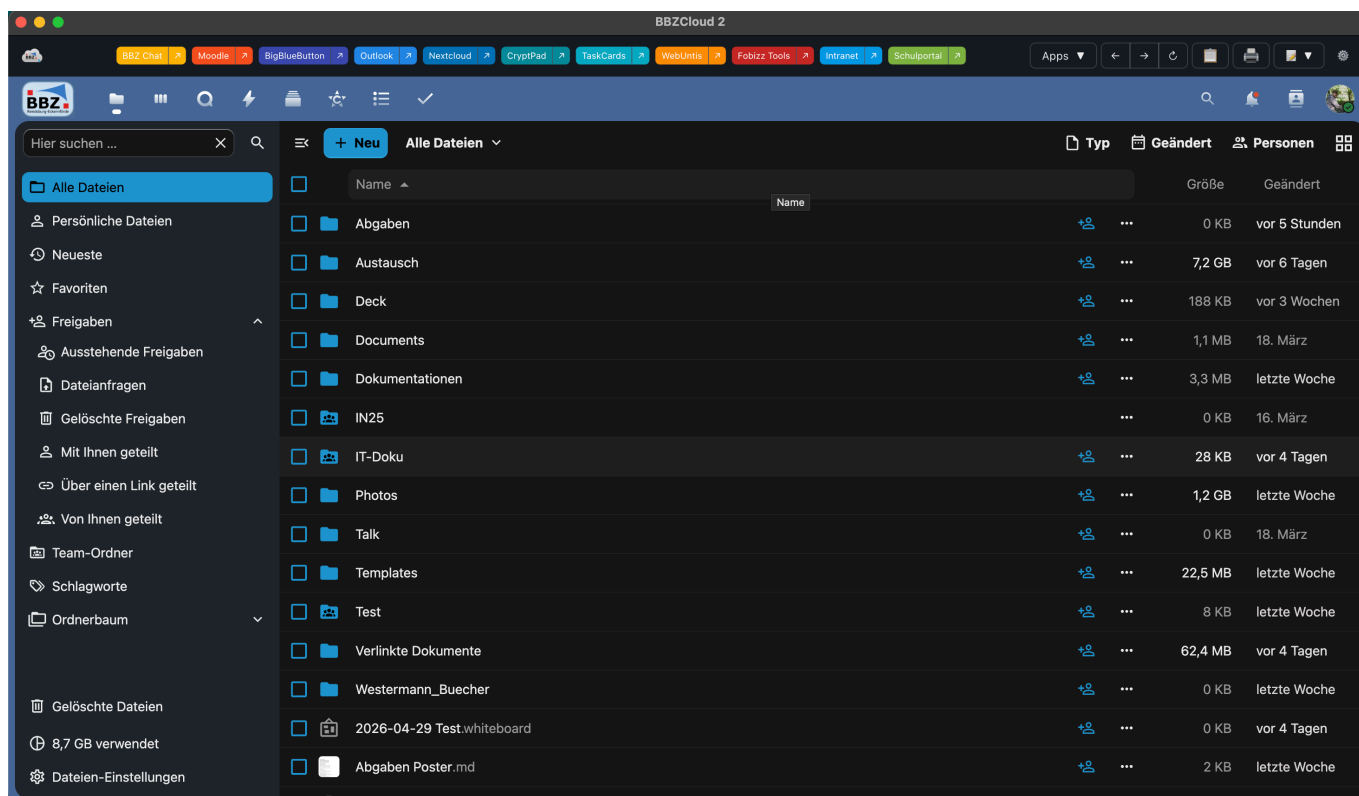 BBZCloud 2
BBZ Chat Moodle BigBlueButton Outlook Nextcloud CryptPad TaskCards WebUntis Fobizz Tools Intranet Schulportal Apps
BBZ
Hier suchen ...
+ Neu Alle Dateien Typ Geändert Personen
Name Größe Geändert
Name
Alle Dateien
Persönliche Dateien
Neueste
Favoriten
Freigaben
Ausstehende Freigaben
Dateianfragen
Gelöschte Freigaben
Mit Ihnen geteilt
Über einen Link geteilt
Von Ihnen geteilt
Team-Ordner
Schlagworte
Ordnerbaum
Gelöschte Dateien
8,7 GB verwendet
Dateien-Einstellungen
Abgaben 0 KB vor 5 Stunden
Austausch 7,2 GB vor 6 Tagen
Deck 188 KB vor 3 Wochen
Documents 1,1 MB 18. März
Dokumentationen 3,3 MB letzte Woche
IN25 0 KB 16. März
IT-Doku 28 KB vor 4 Tagen
Photos 1,2 GB letzte Woche
Talk 0 KB 18. März
Templates 22,5 MB letzte Woche
Test 8 KB letzte Woche
Verlinkte Dokumente 62,4 MB vor 4 Tagen
Westermann_Buecher 0 KB letzte Woche
2026-04-29 Test.whiteboard 0 KB vor 4 Tagen
Abgaben Poster.md 2 KB letzte Woche